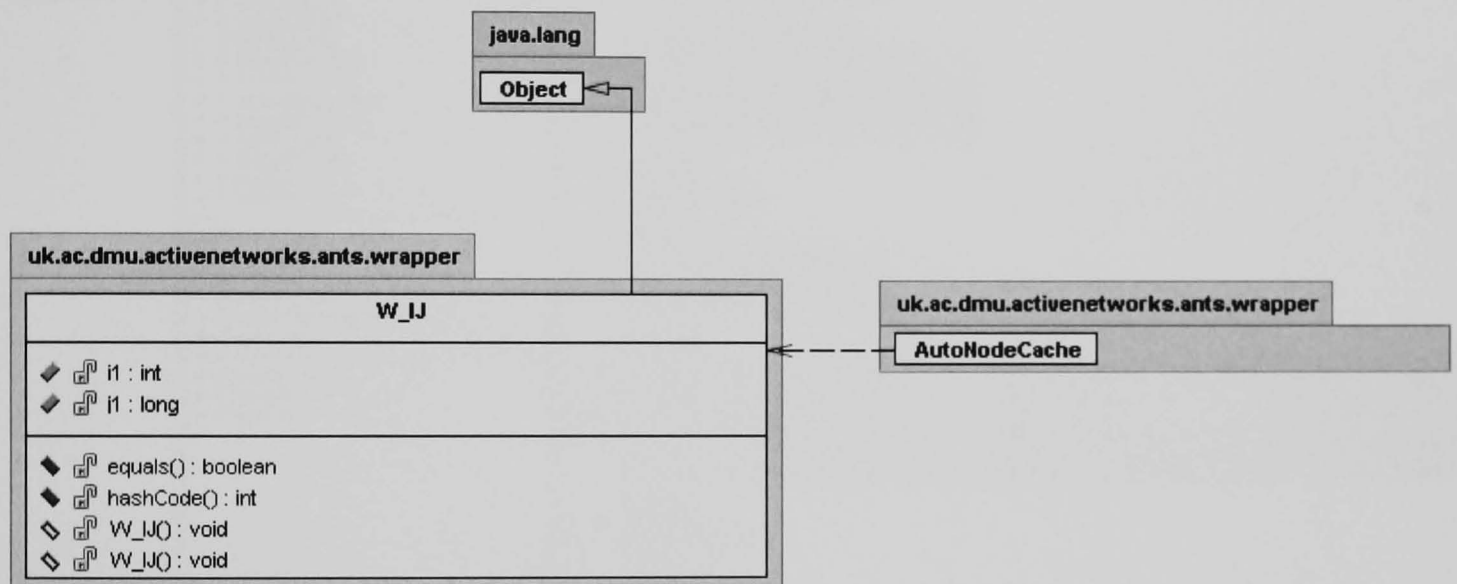 java.lang
Object
uk.ac.dmu.activenetworks.ants.wrapper
W_IJ
i1 : int
j1 : long
equals() : boolean
hashCode() : int
W_IJ() : void
W_IJ() : void
uk.ac.dmu.activenetworks.ants.wrapper
AutoNodeCache